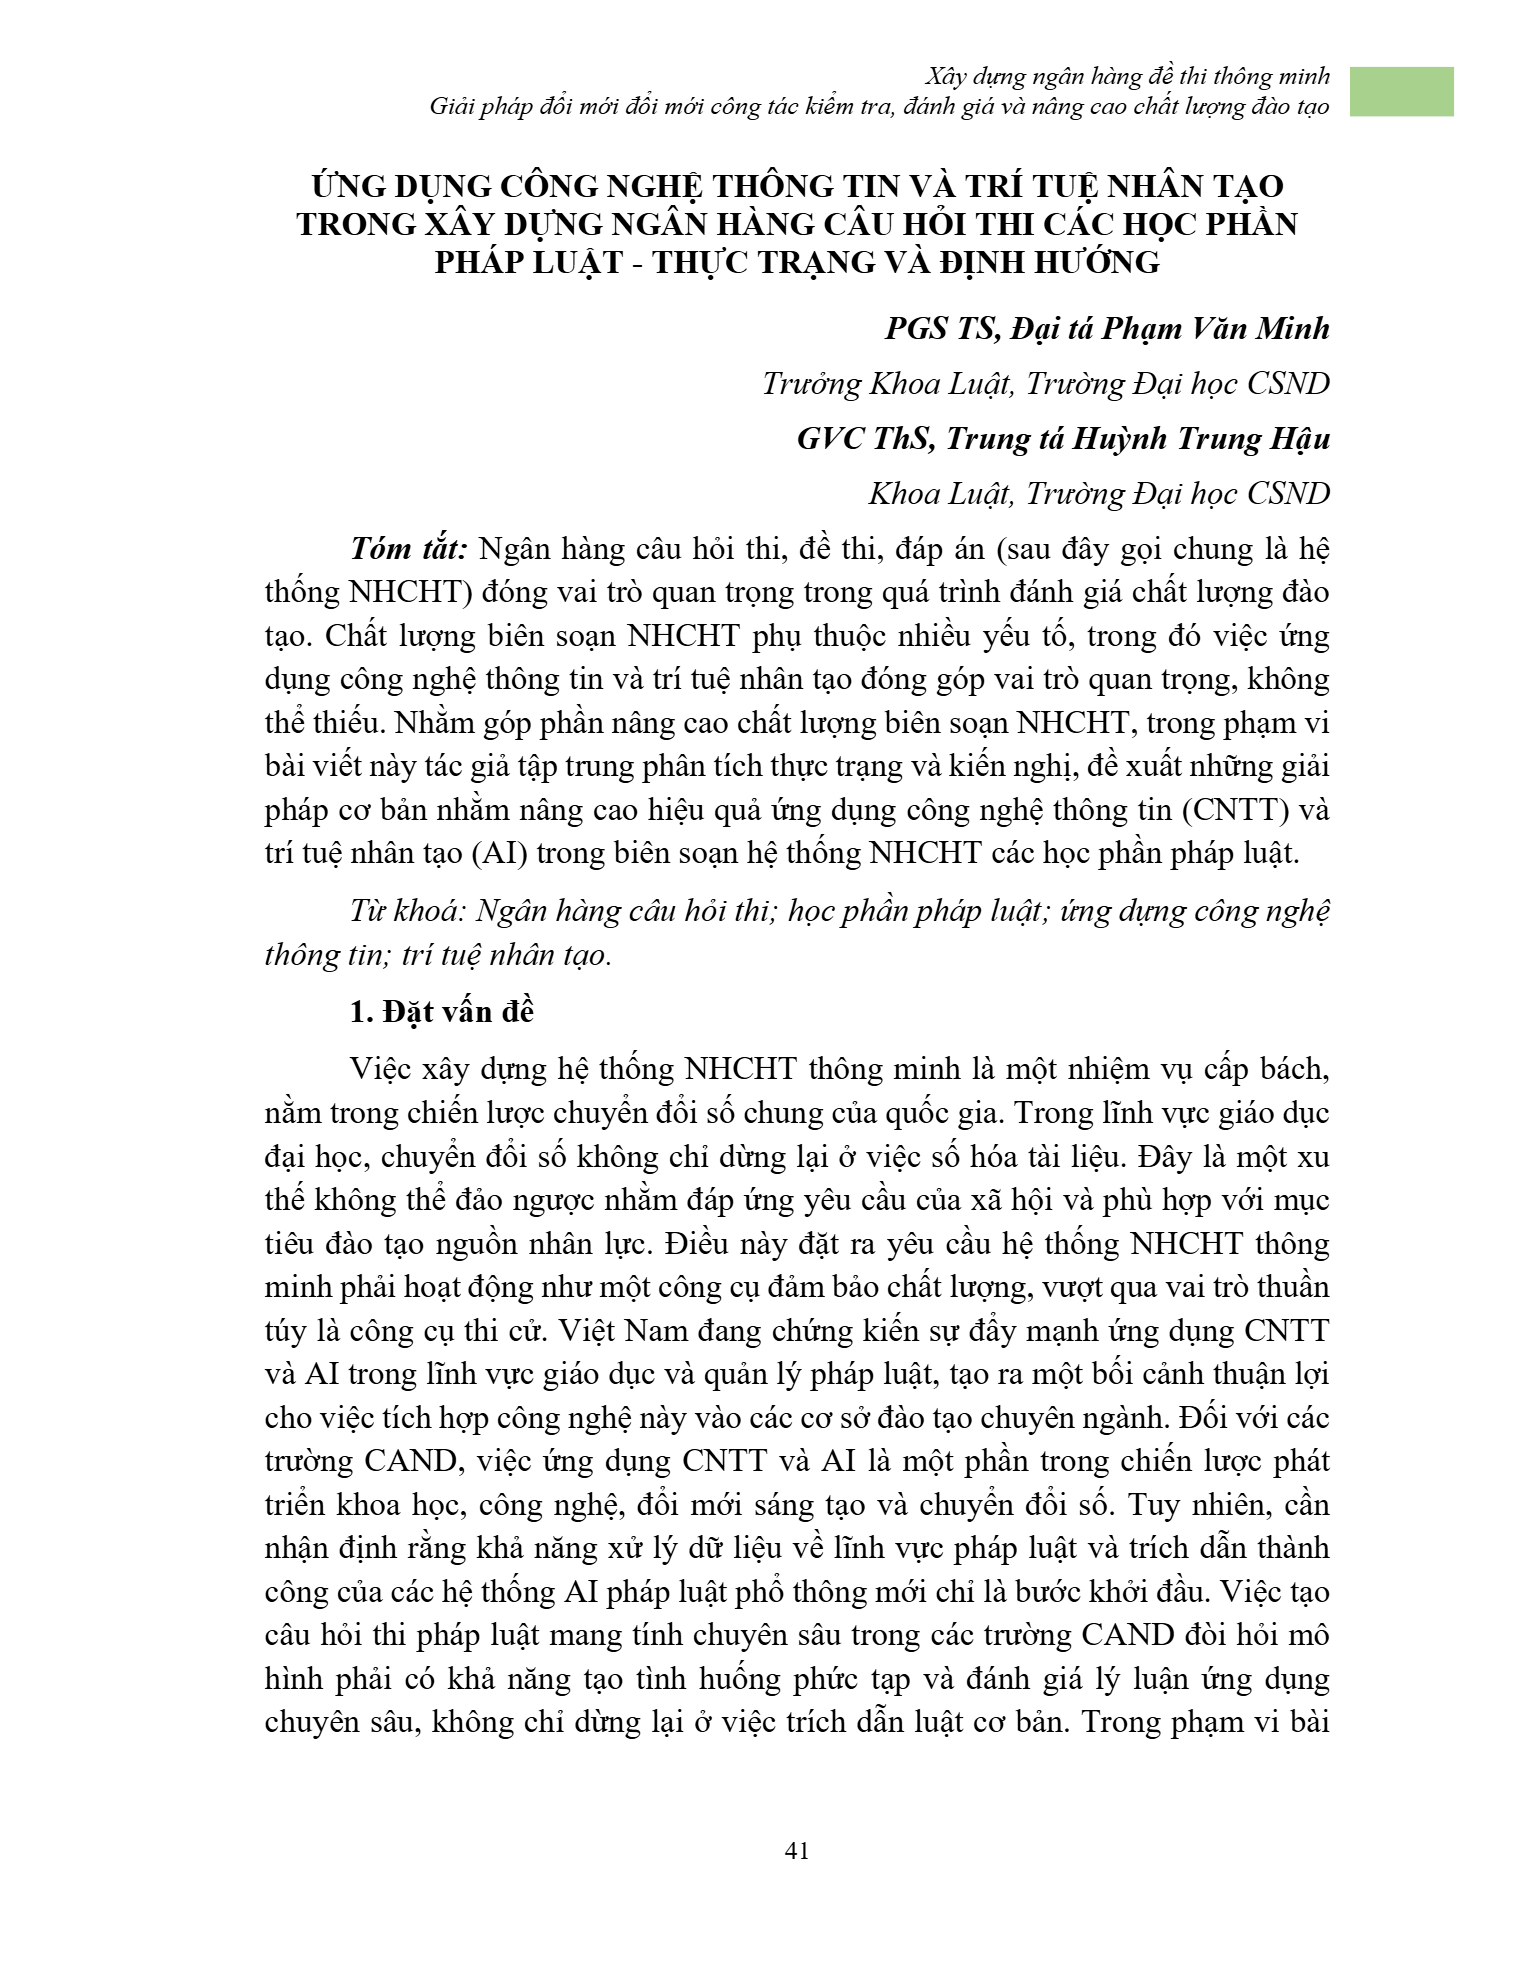 Xây dựng ngân hàng đề thi thông minh
Giải pháp đổi mới đổi mới công tác kiểm tra, đánh giá và nâng cao chất lượng đào tạo
ỨNG DỤNG CÔNG NGHỆ THÔNG TIN VÀ TRÍ TUỆ NHÂN TẠO
TRONG XÂY DỰNG NGÂN HÀNG CÂU HỎI THI CÁC HỌC PHẦN
PHÁP LUẬT - THỰC TRẠNG VÀ ĐỊNH HƯỚNG
PGS TS, Đại tá Phạm Văn Minh
Trưởng Khoa Luật, Trường Đại học CSND
GVC ThS, Trung tá Huỳnh Trung Hậu
Khoa Luật, Trường Đại học CSND
Tóm tắt: Ngân hàng câu hỏi thi, đề thi, đáp án (sau đây gọi chung là hệ
thống NHCHT) đóng vai trò quan trọng trong quá trình đánh giá chất lượng đào
tạo. Chất lượng biên soạn NHCHT phụ thuộc nhiều yếu tố, trong đó việc ứng
dụng công nghệ thông tin và trí tuệ nhân tạo đóng góp vai trò quan trọng, không
thể thiếu. Nhằm góp phần nâng cao chất lượng biên soạn NHCHT, trong phạm vi
bài viết này tác giả tập trung phân tích thực trạng và kiến nghị, đề xuất những giải
pháp cơ bản nhằm nâng cao hiệu quả ứng dụng công nghệ thông tin (CNTT) và
trí tuệ nhân tạo (AI) trong biên soạn hệ thống NHCHT các học phần pháp luật.
Từ khoá: Ngân hàng câu hỏi thi; học phần pháp luật; ứng dựng công nghệ
thông tin; trí tuệ nhân tạo.
1. Đặt vấn đề
Việc xây dựng hệ thống NHCHT thông minh là một nhiệm vụ cấp bách,
nằm trong chiến lược chuyển đổi số chung của quốc gia. Trong lĩnh vực giáo dục
đại học, chuyển đổi số không chỉ dừng lại ở việc số hóa tài liệu. Đây là một xu
thế không thể đảo ngược nhằm đáp ứng yêu cầu của xã hội và phù hợp với mục
tiêu đào tạo nguồn nhân lực. Điều này đặt ra yêu cầu hệ thống NHCHT thông
minh phải hoạt động như một công cụ đảm bảo chất lượng, vượt qua vai trò thuần
túy là công cụ thi cử. Việt Nam đang chứng kiến sự đẩy mạnh ứng dụng CNTT
và AI trong lĩnh vực giáo dục và quản lý pháp luật, tạo ra một bối cảnh thuận lợi
cho việc tích hợp công nghệ này vào các cơ sở đào tạo chuyên ngành. Đối với các
trường CAND, việc ứng dụng CNTT và AI là một phần trong chiến lược phát
triển khoa học, công nghệ, đổi mới sáng tạo và chuyển đổi số. Tuy nhiên, cần
nhận định rằng khả năng xử lý dữ liệu về lĩnh vực pháp luật và trích dẫn thành
công của các hệ thống AI pháp luật phổ thông mới chỉ là bước khởi đầu. Việc tạo
câu hỏi thi pháp luật mang tính chuyên sâu trong các trường CAND đòi hỏi mô
hình phải có khả năng tạo tình huống phức tạp và đánh giá lý luận ứng dụng
chuyên sâu, không chỉ dừng lại ở việc trích dẫn luật cơ bản. Trong phạm vi bài
41